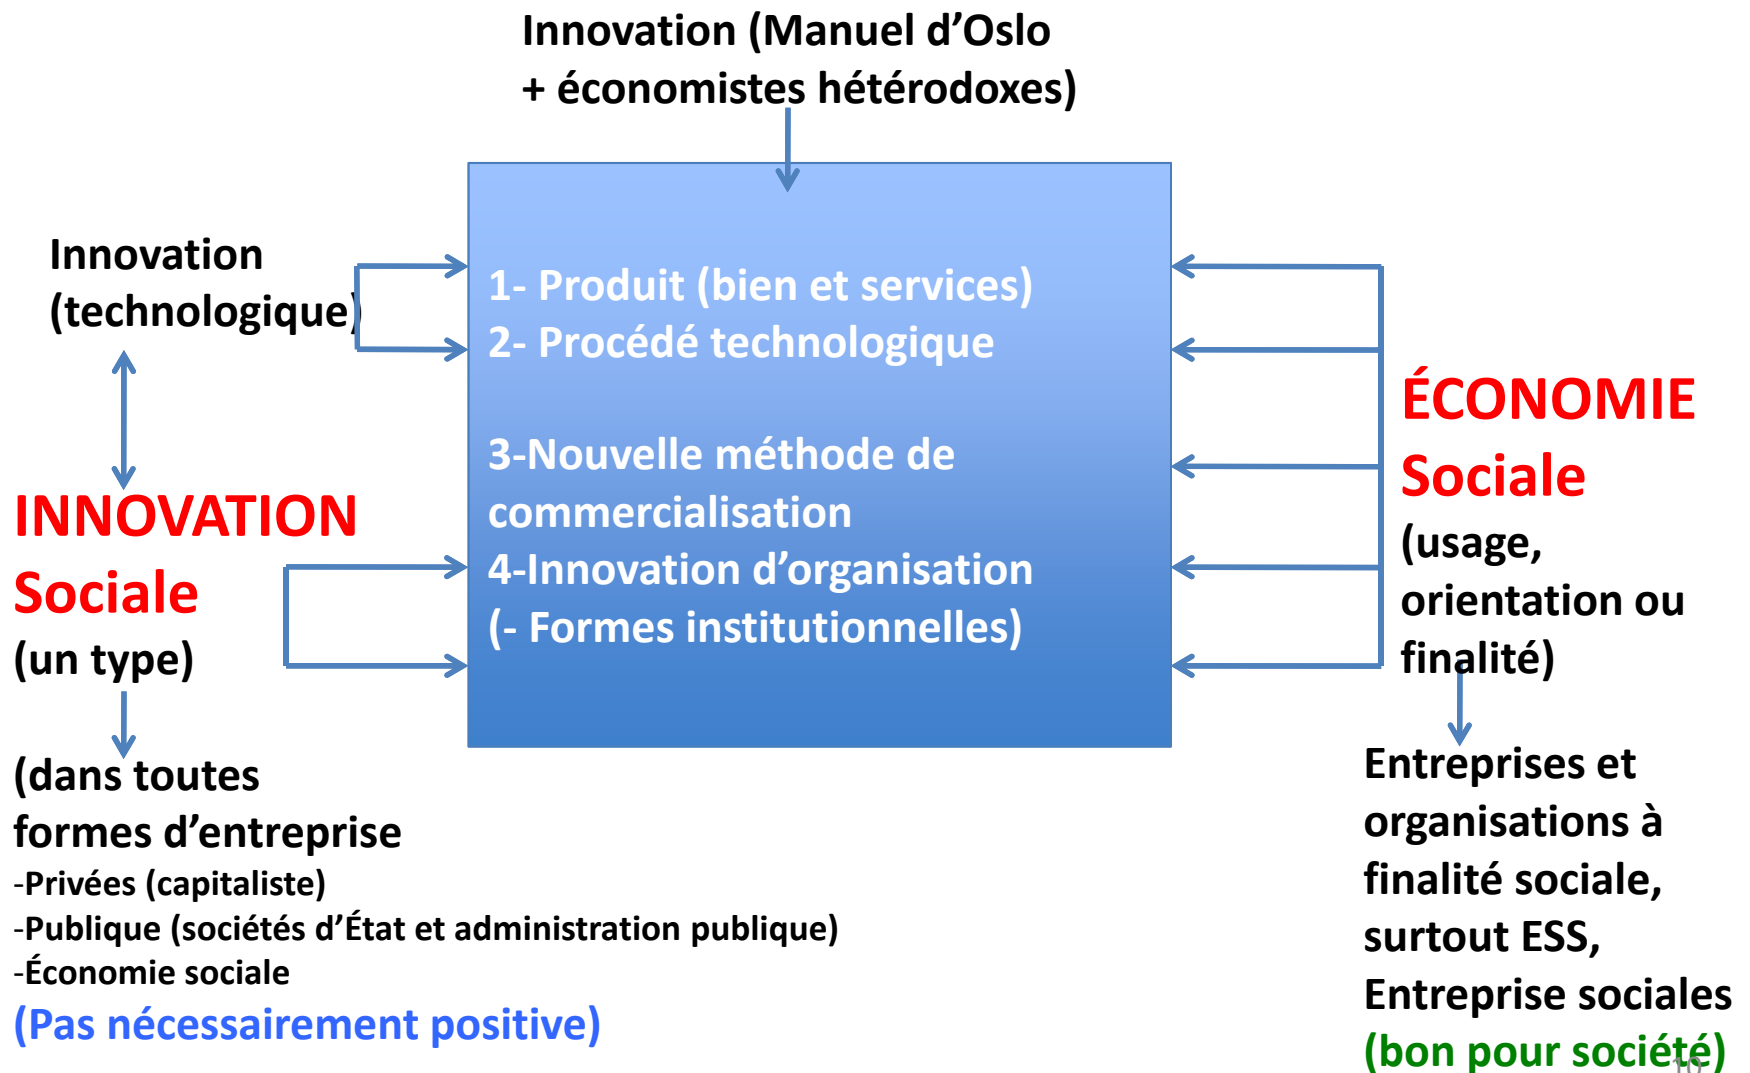 Innovation (Manuel d’Oslo
+ économistes hétérodoxes)
Innovation
(technologique)
INNOVATION
Sociale
(un type)
(dans toutes
formes d’entreprise
-Privées (capitaliste)
-Publique (sociétés d’État et administration publique)
-Économie sociale
(Pas nécessairement positive)
1- Produit (bien et services)
2- Procédé technologique
3-Nouvelle méthode de
commercialisation
4-Innovation d’organisation
(- Formes institutionnelles)
ÉCONOMIE
Sociale
(usage,
orientation ou
finalité)
Entreprises et
organisations à
finalité sociale,
surtout ESS,
Entreprise sociales
(bon pour société)
10